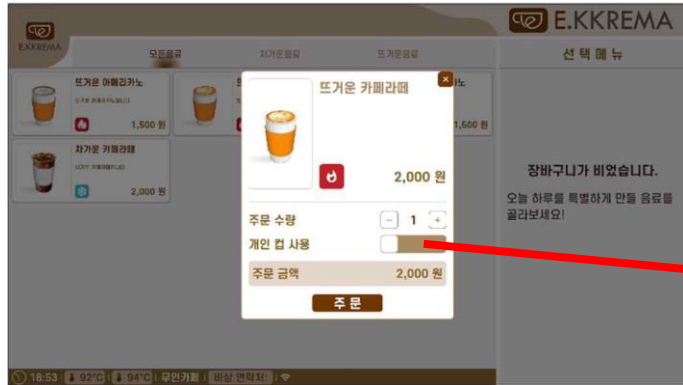 E.KKREMA
E.KKREMA
모든음료
차가운음료
뜨거운음료
선택메뉴
뜨거운 아메리카노
1,500 원
1,500 원
차가운 카페라떼
2,000 원
뜨거운 카페라떼
×
2,000 원
주문 수량
- 1 +
개인 컵 사용
주문 금액
2,000 원
주문
장바구니가 비었습니다.
오늘 하루를 특별하게 만들 음료를
골라보세요!
18:53 | 92°C | 94°C | 무인카페 | 비상 연락처: